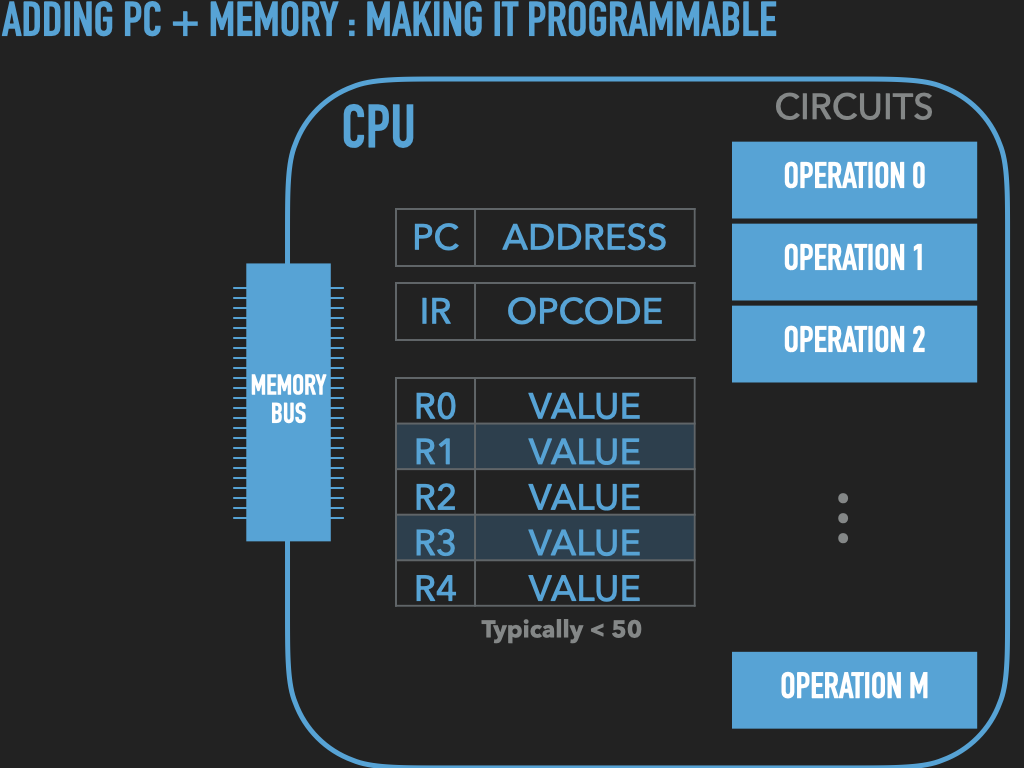 ADDING PC + MEMORY : MAKING IT PROGRAMMABLE
CPU
CIRCUITS
OPERATION 0
OPERATION 1
OPERATION 2
OPERATION M
PC ADDRESS
IR OPCODE
MEMORY
BUS
R0 VALUE
R1 VALUE
R2 VALUE
R3 VALUE
R4 VALUE
Typically < 50